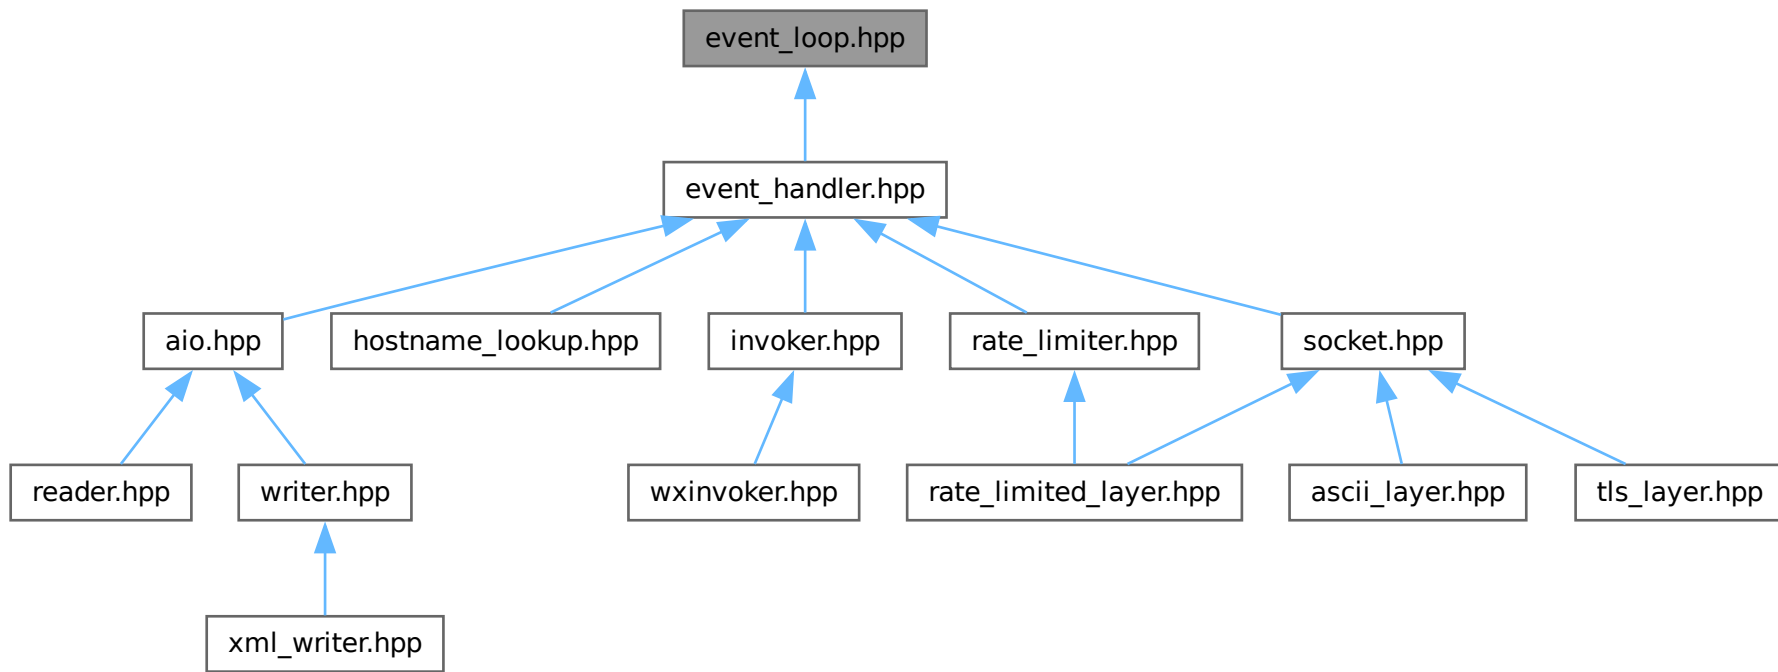 event_loop.hpp
event_handler.hpp
aio.hpp
hostname_lookup.hpp
invoker.hpp
rate_limiter.hpp
socket.hpp
reader.hpp
writer.hpp
wxinvoker.hpp
rate_limited_layer.hpp
ascii_layer.hpp
tls_layer.hpp
xml_writer.hpp